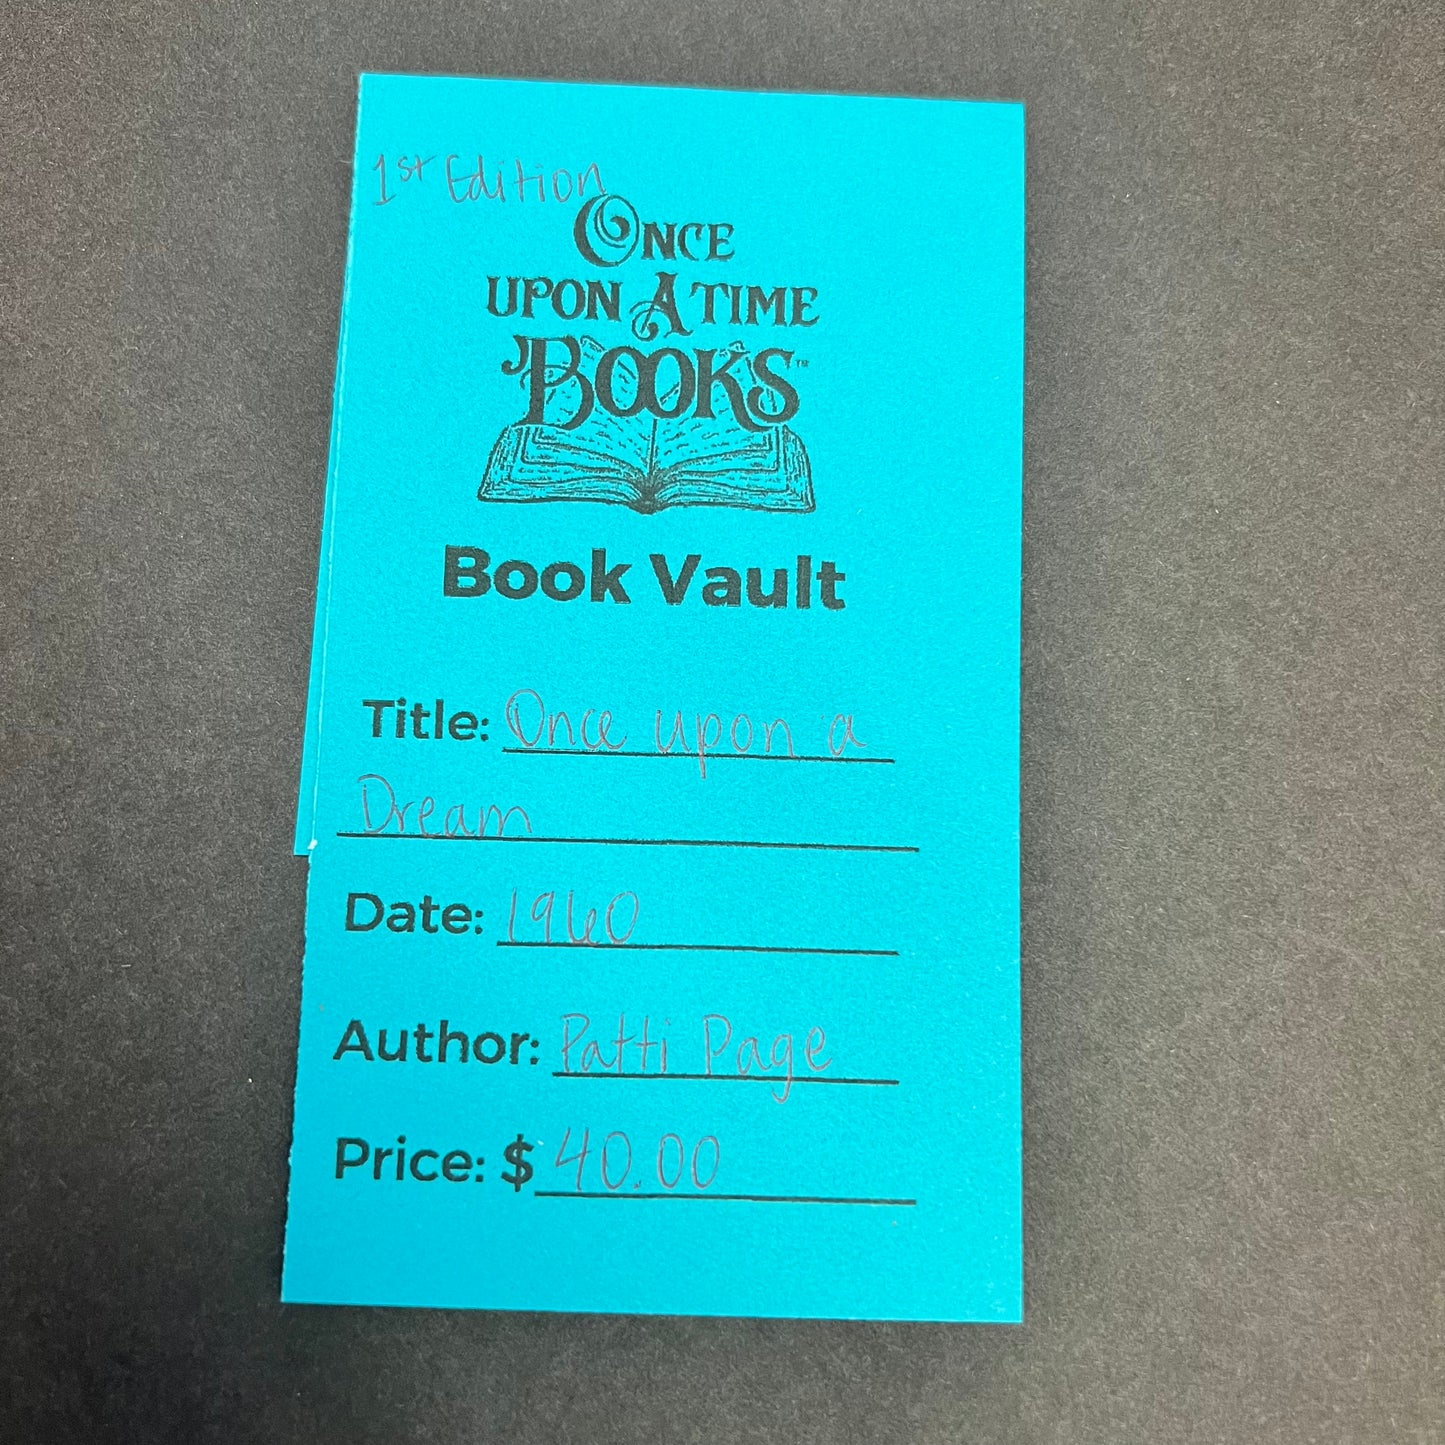 1st Edition
ONCE
UPON A TIME
BOOKS™
Book Vault
Title: Once upon a
Dream
Date: 1960
Author: Patti Page
Price: $ 40.00